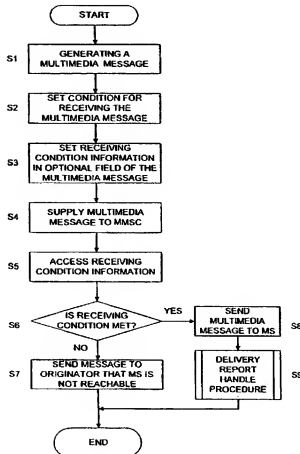 START
S1
GENERATING A
MULTIMEDIA MESSAGE
S2
SET CONDITION FOR
RECEIVING THE
MULTIMEDIA MESSAGE
S3
SET RECEIVING
CONDITION INFORMATION
IN OPTIONAL FIELD OF THE
MULTIMEDIA MESSAGE
S4
SUPPLY MULTIMEDIA
MESSAGE TO MMSC
S5
ACCESS RECEIVING
CONDITION INFORMATION
S6
IS RECEIVING
CONDITION MET?
YES
SEND
MULTIMEDIA
MESSAGE TO MS
S8
NO
S7
SEND MESSAGE TO
ORIGINATOR THAT MS IS
NOT REACHABLE
DELIVERY
REPORT
HANDLE
PROCEDURE
S9
END